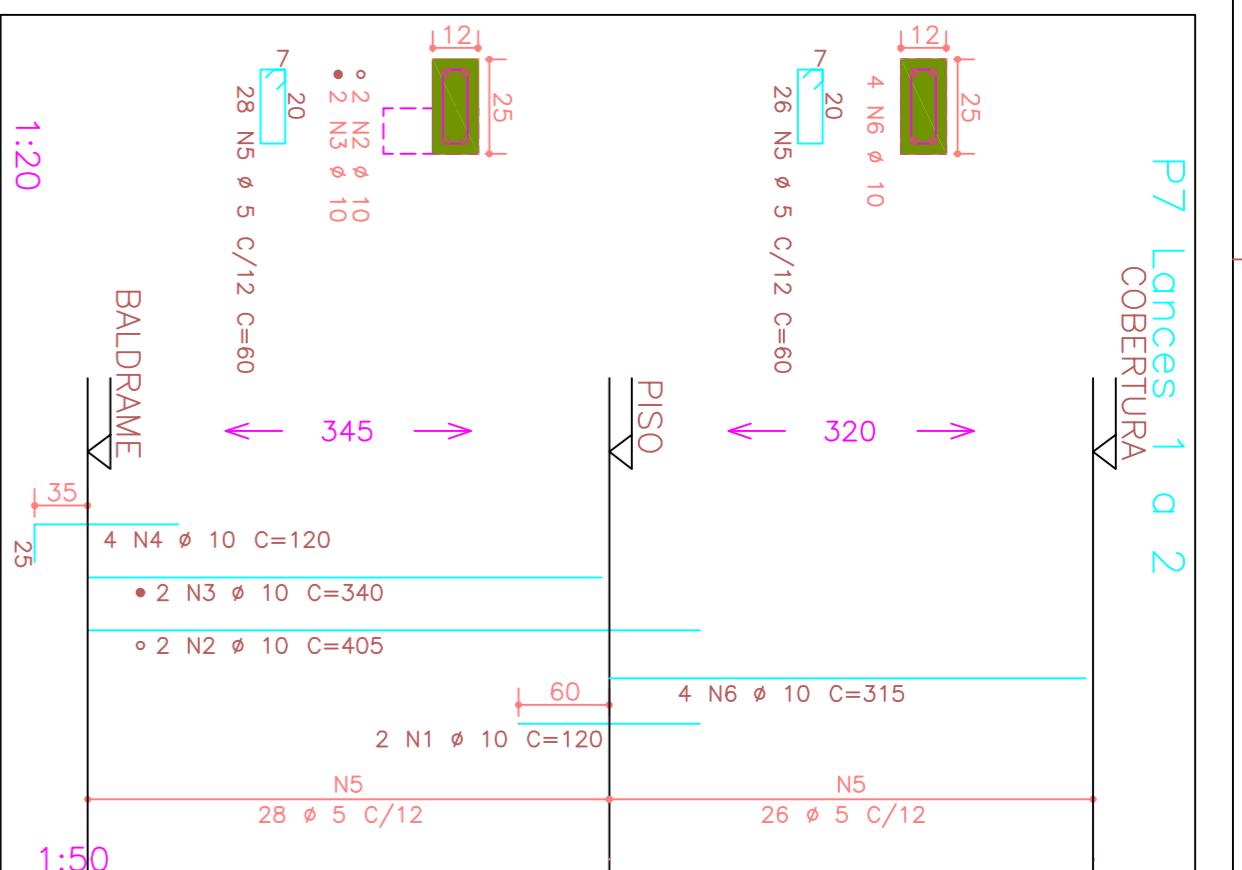 P7 Lances 1 a 2
COBERTURA
12
25
4 N6 ø 10
7
20
26 N5 ø 5 C/12 C=60
320
PISO
12
25
○ 2 N2 ø 10
● 2 N3 ø 10
7
20
28 N5 ø 5 C/12 C=60
345
BALDRAME
1:20
35
25
4 N4 ø 10 C=120
● 2 N3 ø 10 C=340
○ 2 N2 ø 10 C=405
4 N6 ø 10 C=315
60
2 N1 ø 10 C=120
N5
28 ø 5 C/12
N5
26 ø 5 C/12
1:50